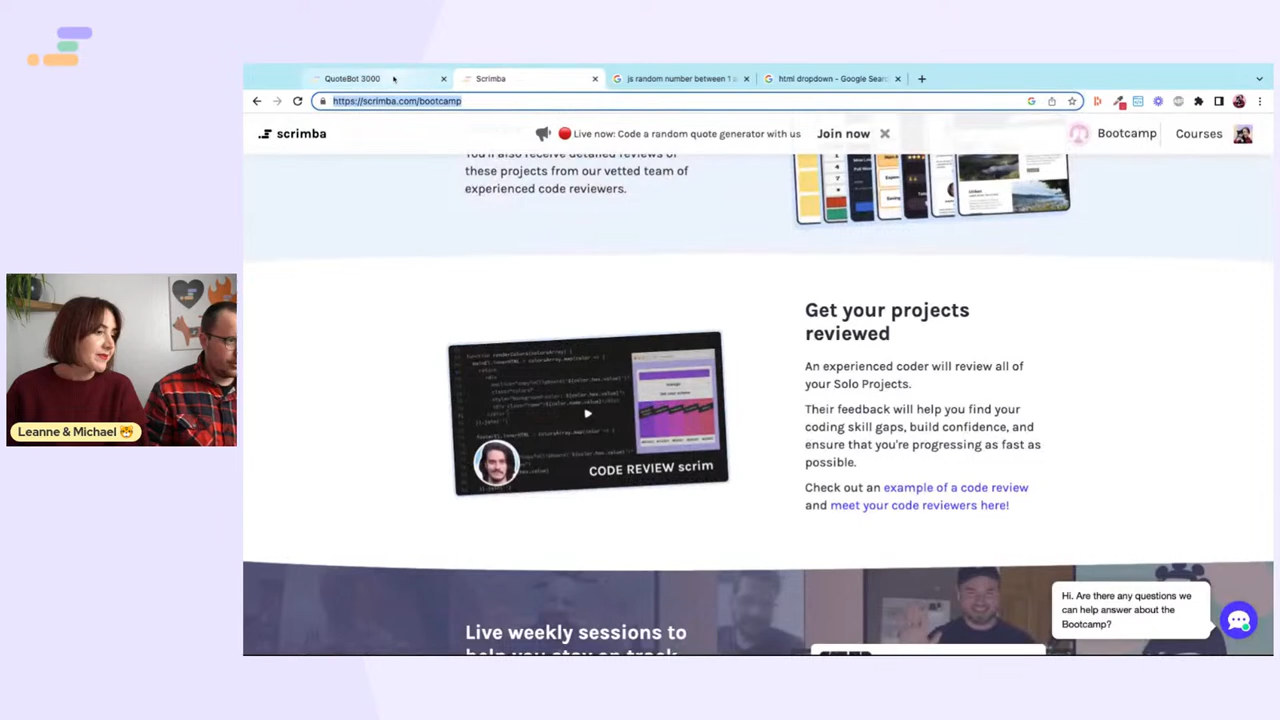 QuoteBot 3000
Scrimba
js random number between 1 a
html dropdown - Google Sear
https://scrimba.com/bootcamp
scrimba
Live now: Code a random quote generator with us
Join now
Bootcamp
Courses
You'll also receive detailed reviews of
these projects from our vetted team of
experienced code reviewers.
Get your projects
reviewed
An experienced coder will review all of
your Solo Projects.
Their feedback will help you find your
coding skill gaps, build confidence, and
ensure that you're progressing as fast as
possible.
Check out an example of a code review
and meet your code reviewers here!
CODE REVIEW scrim
Leanne & Michael
Live weekly sessions to
help you stay on track
Hi. Are there any questions we
can help answer about the
Bootcamp?